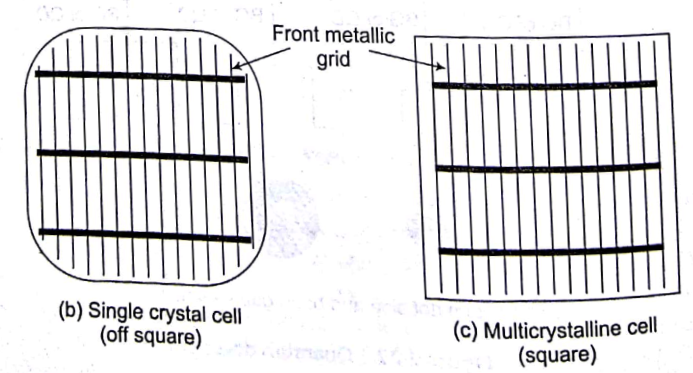 Front metallic
grid
(b) Single crystal cell
(off square)
(c) Multicrystalline cell
(square)